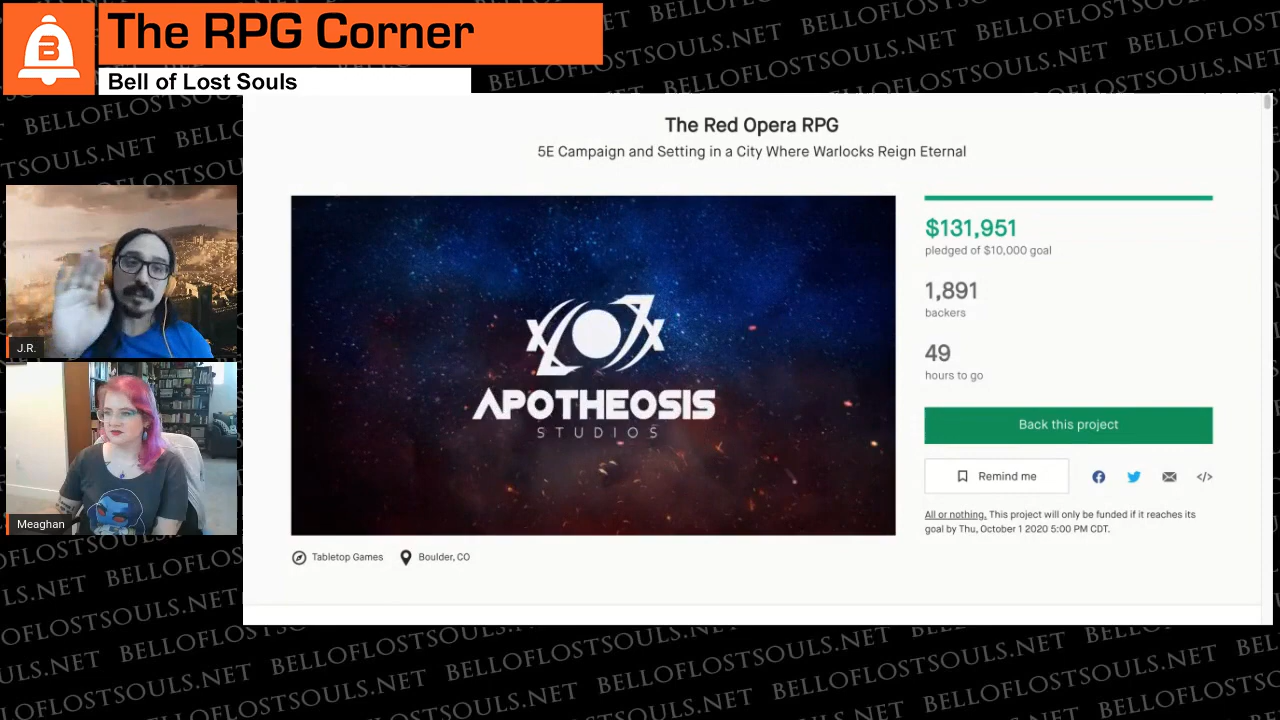 The RPG Corner
Bell of Lost Souls
The Red Opera RPG
5E Campaign and Setting in a City Where Warlocks Reign Eternal
APOTHEOSIS
STUDIOS
$131,951
pledged of $10,000 goal
1,891
backers
49
hours to go
Back this project
Remind me
All or nothing. This project will only be funded if it reaches its
goal by Thu, October 1 2020 5:00 PM CDT.
Tabletop Games
Boulder, CO
J.R.
Meaghan
BELLOFLOSTSOULS.NET